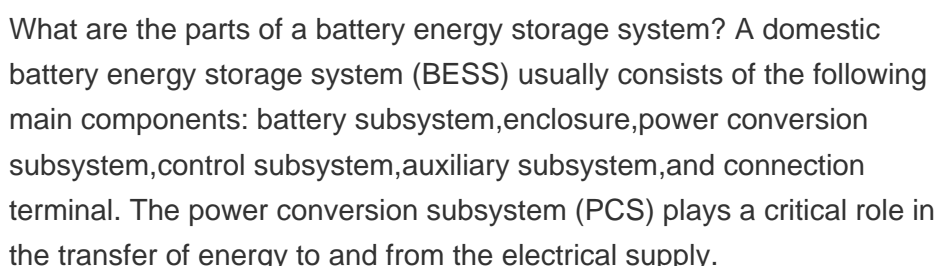 What are the parts of a battery energy storage system? A domestic
battery energy storage system (BESS) usually consists of the following
main components: battery subsystem,enclosure,power conversion
subsystem,control subsystem,auxiliary subsystem,and connection
terminal. The power conversion subsystem (PCS) plays a critical role in
the transfer of energy to and from the electrical supply.